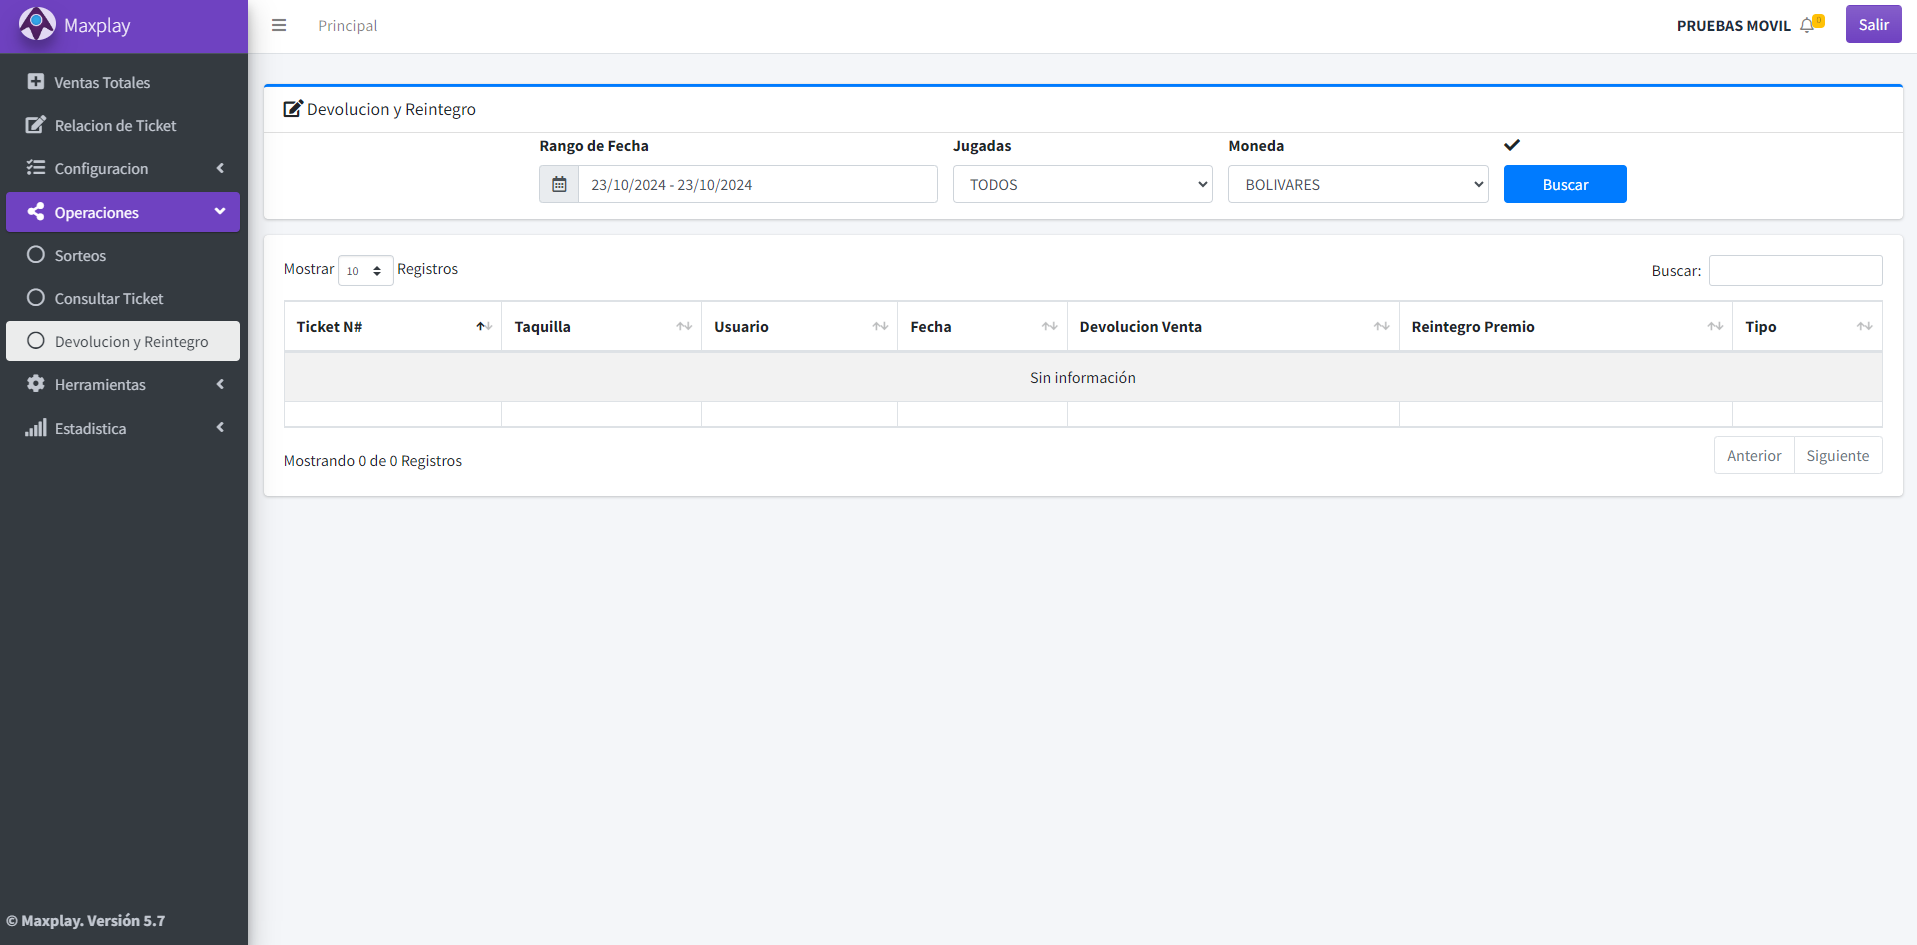 Maxplay
Principal
PRUEBAS MOVIL
0
Salir
Ventas Totales
Relacion de Ticket
Configuracion
Operaciones
Sorteos
Consultar Ticket
Devolucion y Reintegro
Herramientas
Estadistica
© Maxplay. Versión 5.7
Devolucion y Reintegro
Rango de Fecha Jugadas Moneda
23/10/2024 - 23/10/2024 TODOS BOLIVARES Buscar
Mostrar 10 Registros Buscar:
Ticket N# Taquilla Usuario Fecha Devolucion Venta Reintegro Premio Tipo
Sin información
Mostrando 0 de 0 Registros Anterior Siguiente